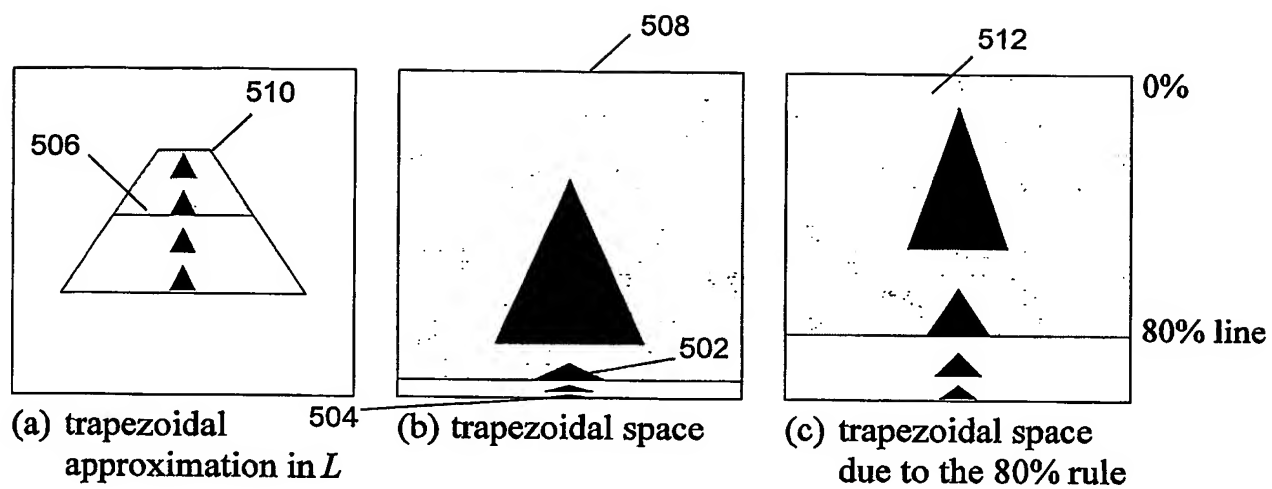 508
512
510
0%
506
502
80% line
504
(a) trapezoidal
approximation in L
(b) trapezoidal space
(c) trapezoidal space
due to the 80% rule